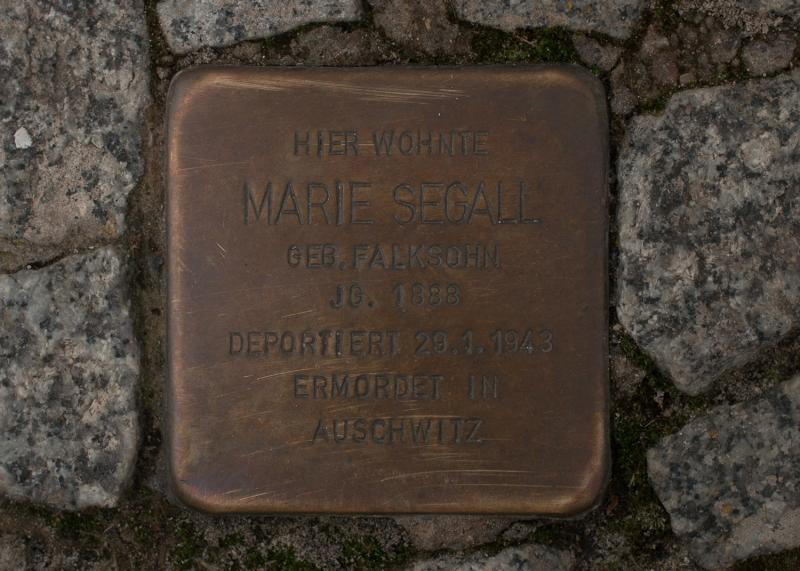 HIER WOHNTE
MARIE SEGALL
GEB. FALKSOHN
JG. 1888
DEPORTIERT 29.1.1943
ERMORDET IN
AUSCHWITZ